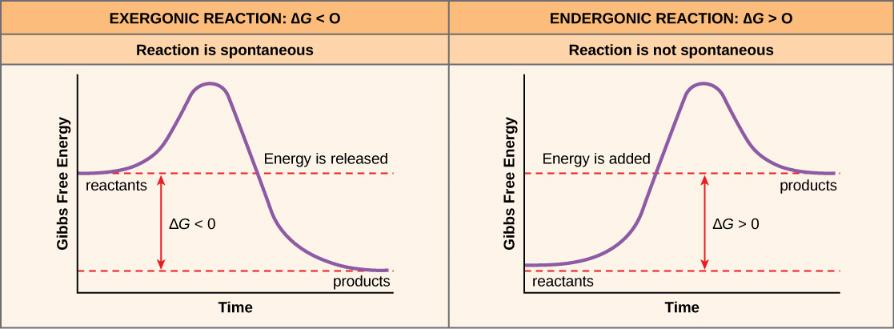 EXERGONIC REACTION: ΔG < O
Reaction is spontaneous
Gibbs Free Energy
Energy is released
reactants
ΔG < 0
products
Time
ENDERGONIC REACTION: ΔG > O
Reaction is not spontaneous
Gibbs Free Energy
Energy is added
products
ΔG > 0
reactants
Time